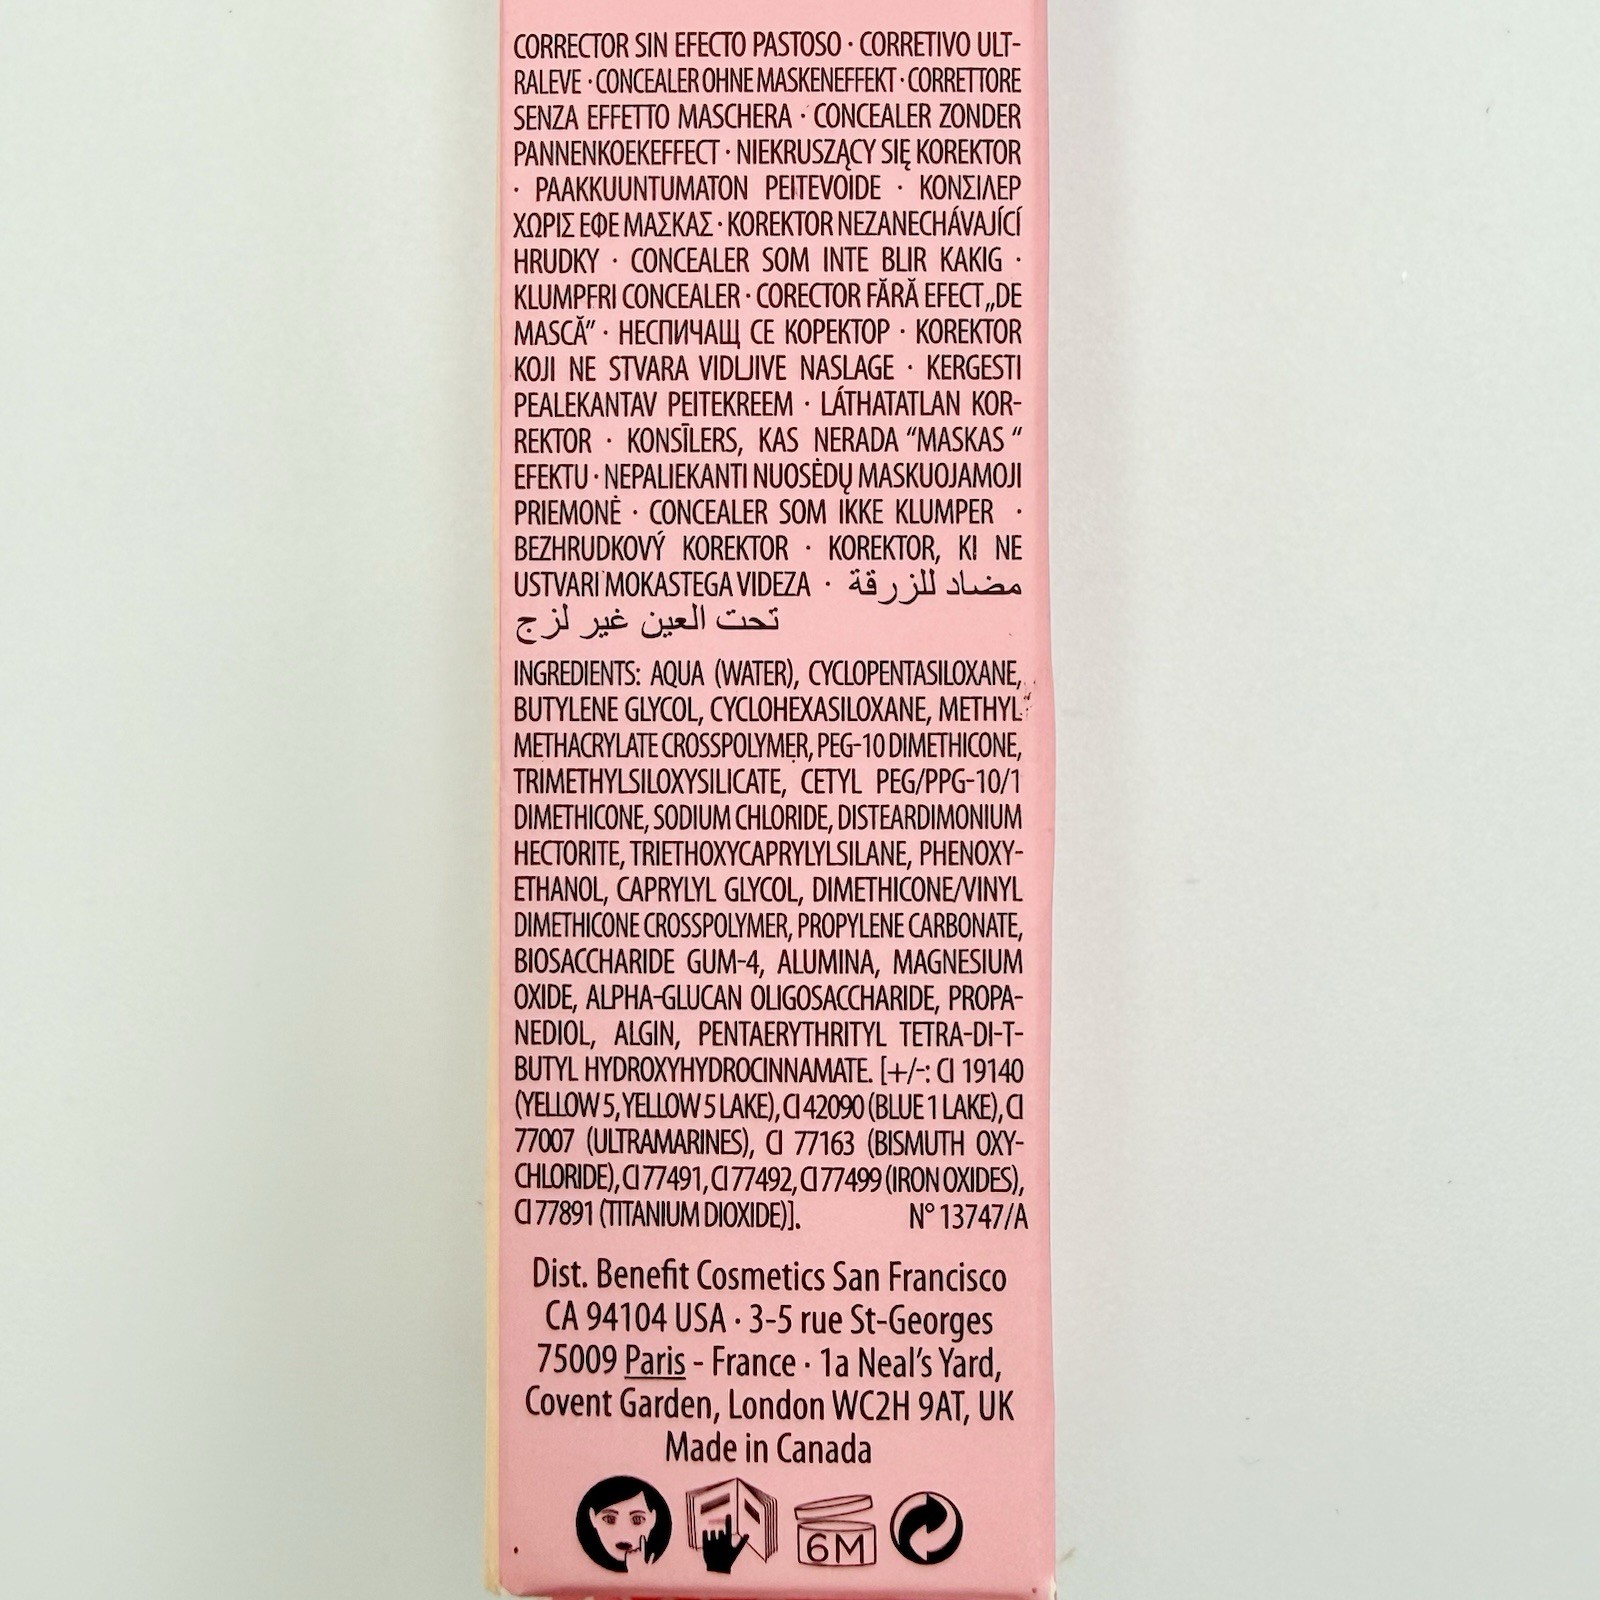 CORRECTOR SIN EFECTO PASTOSO · CORRETIVO ULT-
RALEVE · CONCEALER OHNE MASKENEFFEKT · CORRETTORE
SENZA EFFETTO MASCHERA · CONCEALER ZONDER
PANNENKOEKEFFECT · NIEKRUSZĄCY SIĘ KOREKTOR
· PAAKKUUNTUMATON PEITEVOIDE · ΚΟΝΣΙΛΕΡ
ΧΩΡΙΣ ΕΦΕ ΜΑΣΚΑΣ · KOREKTOR NEZANECHÁVAJÍCÍ
HRUDKY · CONCEALER SOM INTE BLIR KAKIG ·
KLUMPFRI CONCEALER · CORECTOR FĂRĂ EFECT „DE
MASCĂ” · НЕСПИЧАЩ СЕ КОРЕКТОР · KOREKTOR
KOJI NE STVARA VIDLJIVE NASLAGE · KERGESTI
PEALEKANTAV PEITEKREEM · LÁTHATATLAN KOR-
REKTOR · KONSĪLERS, KAS NERADA “MASKAS “
EFEKTU · NEPALIEKANTI NUOSĖDŲ MASKUOJAMOJI
PRIEMONĖ · CONCEALER SOM IKKE KLUMPER ·
BEZHRUDKOVÝ KOREKTOR · KOREKTOR, KI NE
USTVARI MOKASTEGA VIDEZA · مضاد للزرقة
تحت العين غير لزج
INGREDIENTS: AQUA (WATER), CYCLOPENTASILOXANE,
BUTYLENE GLYCOL, CYCLOHEXASILOXANE, METHYL
METHACRYLATE CROSSPOLYMER, PEG-10 DIMETHICONE,
TRIMETHYLSILOXYSILICATE, CETYL PEG/PPG-10/1
DIMETHICONE, SODIUM CHLORIDE, DISTEARDIMONIUM
HECTORITE, TRIETHOXYCAPRYLYLSILANE, PHENOXY-
ETHANOL, CAPRYLYL GLYCOL, DIMETHICONE/VINYL
DIMETHICONE CROSSPOLYMER, PROPYLENE CARBONATE,
BIOSACCHARIDE GUM-4, ALUMINA, MAGNESIUM
OXIDE, ALPHA-GLUCAN OLIGOSACCHARIDE, PROPA-
NEDIOL, ALGIN, PENTAERYTHRITYL TETRA-DI-T-
BUTYL HYDROXYHYDROCINNAMATE. [+/-: CI 19140
(YELLOW 5, YELLOW 5 LAKE), CI 42090 (BLUE 1 LAKE), CI
77007 (ULTRAMARINES), CI 77163 (BISMUTH OXY-
CHLORIDE), CI 77491, CI 77492, CI 77499 (IRON OXIDES),
CI 77891 (TITANIUM DIOXIDE)]. N° 13747/A
Dist. Benefit Cosmetics San Francisco
CA 94104 USA · 3-5 rue St-Georges
75009 Paris - France · 1a Neal’s Yard,
Covent Garden, London WC2H 9AT, UK
Made in Canada
6M